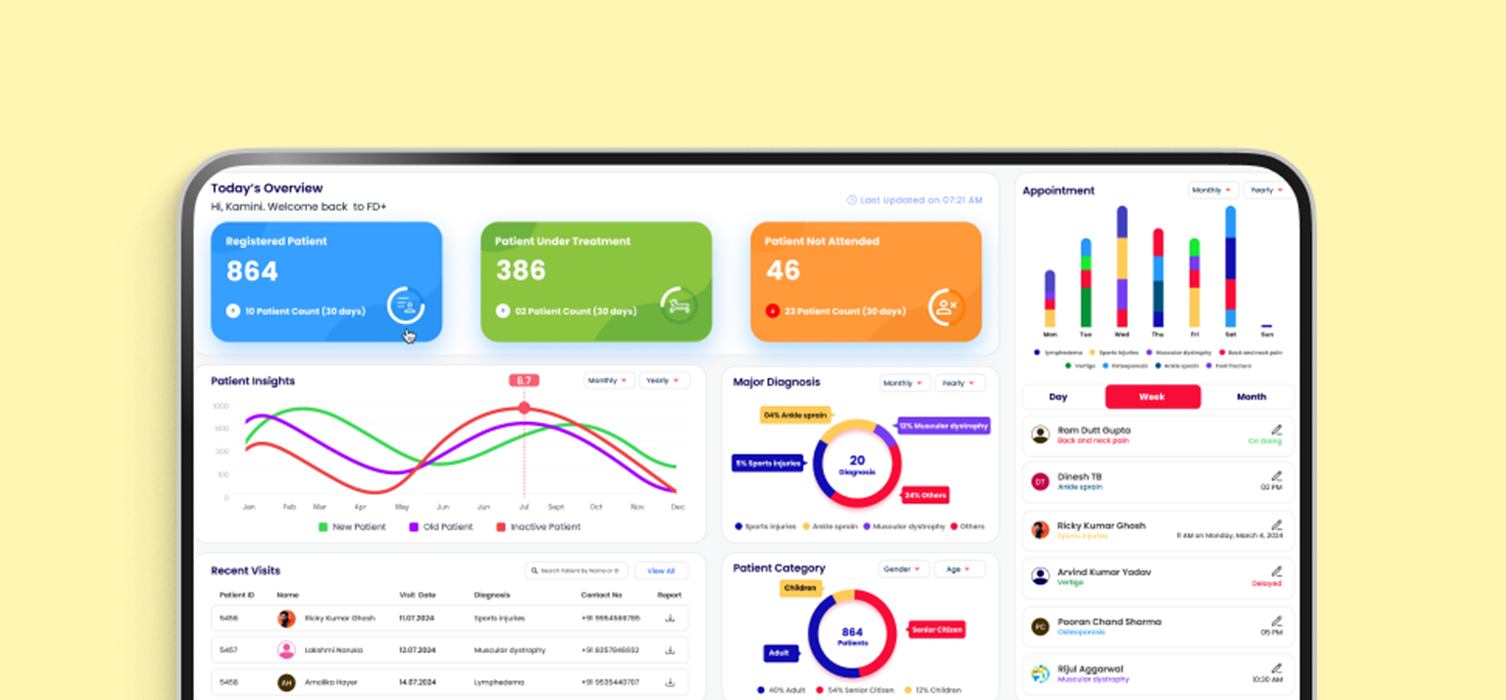 Today's Overview
Hi, Kamini. Welcome back to FD+
Last Updated on 07:21 AM
Registered Patient
864
10 Patient Count (30 days)
Patient Under Treatment
386
02 Patient Count (30 days)
Patient Not Attended
46
23 Patient Count (30 days)
Patient Insights
Monthly
Yearly
6.7
1000
200
100
0
Jan Feb Mar Apr May Jun Jun Jul Sept Oct Nov Dec
New Patient Old Patient Inactive Patient
Major Diagnosis
Monthly
Yearly
04% Ankle sprain
12% Muscular dystrophy
5% Sports injuries
20
Diagnosis
24% Others
Sports injuries Ankle sprain Muscular dystrophy Others
Recent Visits
Search Patient by Name or ID
View All
Patient ID Name Visit Date Diagnosis Contact No Report
5456 Ricky Kumar Ghosh 11.07.2024 Sports injuries
5457 Lakshmi Naruka 12.07.2024 Muscular dystrophy
5458 AH Amolika Hayer 14.07.2024 Lymphedema
Patient Category
Gender
Age
Children
Senior Citizen
864
Patients
Adult
40% Adult 54% Senior Citizen 12% Children
Appointment
Monthly
Yearly
Mon Tue Wed Thu Fri Sat Sun
lymphedema Sports injuries Muscular dystrophy Back and neck pain
Vertigo Osteoporosis Ankle sprain Foot fracture
Day Week Month
Ram Dutt Gupta
Back and neck pain
On Going
DT
Dinesh TB
Ankle sprain
02 PM
Ricky Kumar Ghosh
Sports injuries
11 AM on Monday, March 4, 2024
Arvind Kumar Yadav
Vertigo
Delayed
PC
Pooran Chand Sharma
Osteoporosis
05 PM
Rijul Aggarwal
Muscular dystrophy
10:30 AM